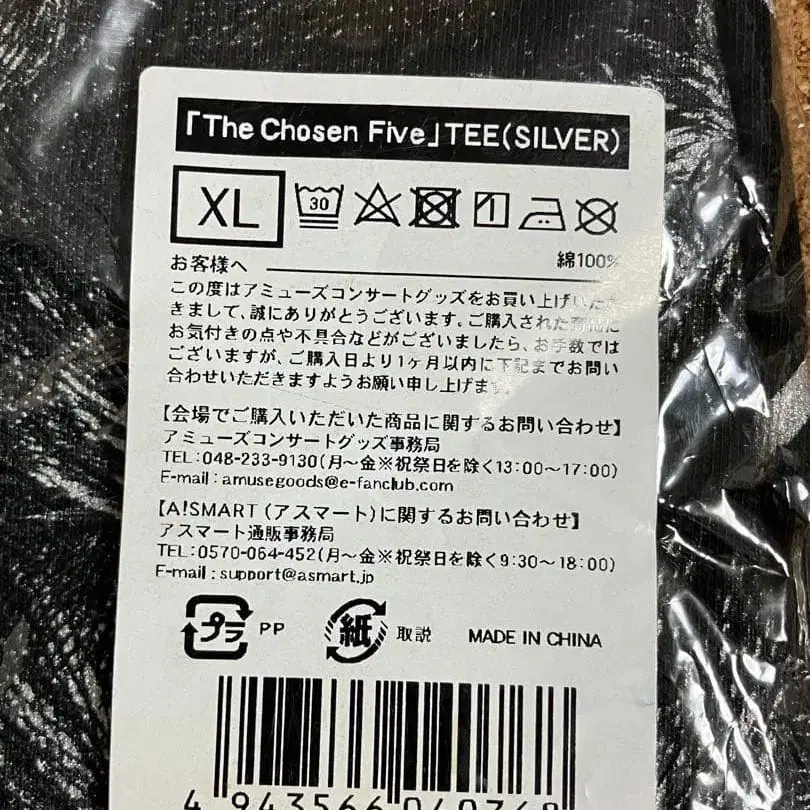 「The Chosen Five」TEE(SILVER)
XL 30
綿100%
お客様へ
この度はアミューズコンサートグッズをお買い上げいただ
きまして、誠にありがとうございます。ご購入された商品に
お気付きの点や不具合などがございましたら、お手数では
ございますが、ご購入日より1ヶ月以内に下記までお問い
合わせいただきますようお願い申し上げます
【会場でご購入いただいた商品に関するお問い合わせ】
アミューズコンサートグッズ事務局
TEL:048-233-9130(月〜金※祝祭日を除く13:00〜17:00)
E-mail:amusegoods@e-fanclub.com
【A!SMART(アスマート)に関するお問い合わせ】
アスマート通販事務局
TEL:0570-064-452(月〜金※祝祭日を除く9:30〜18:00)
E-mail:support@asmart.jp
プラ PP 紙 取説 MADE IN CHINA